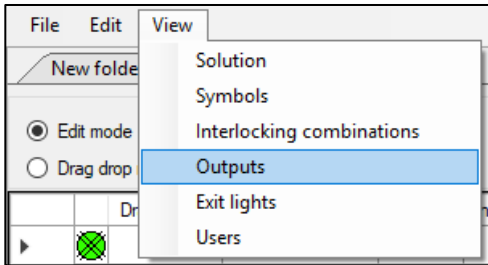 File Edit View
New folde
Solution
Symbols
Edit mode
Interlocking combinations
Drag drop
Outputs
Dr
Exit lights
Users